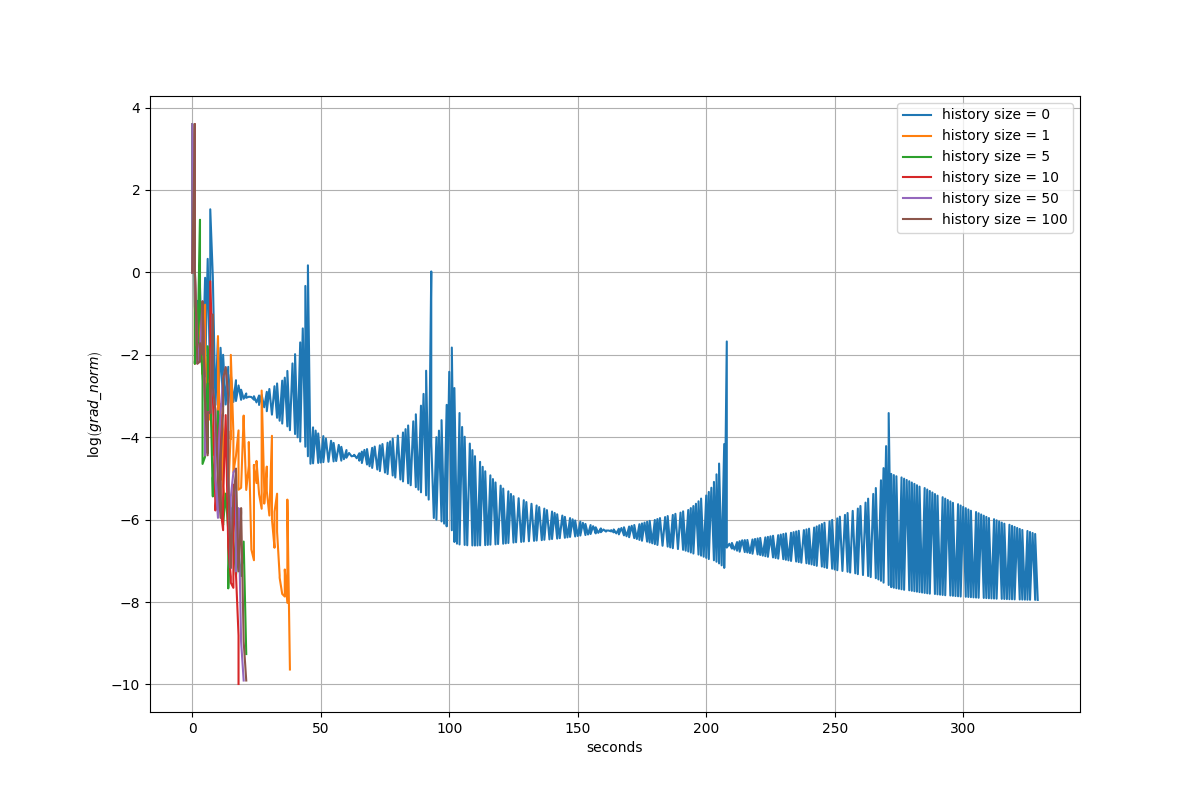 history size = 0
history size = 1
history size = 5
history size = 10
history size = 50
history size = 100
log(grad_norm)
4
2
0
−2
−4
−6
−8
−10
0 50 100 150 200 250 300
seconds